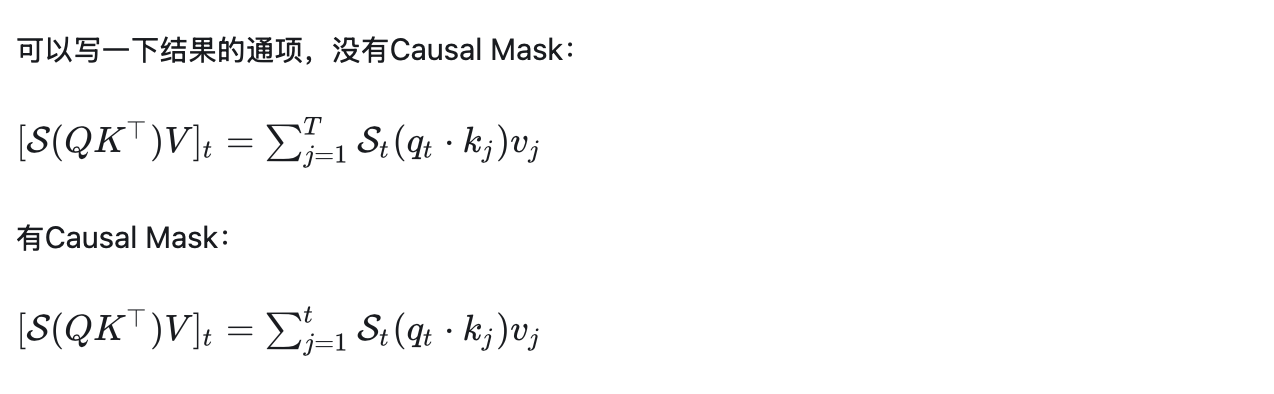 可以写一下结果的通项，没有Causal Mask：
[𝒮(QK^⊤)V]_t = ∑_{j=1}^{T} 𝒮_t(q_t · k_j)v_j
有Causal Mask：
[𝒮(QK^⊤)V]_t = ∑_{j=1}^{t} 𝒮_t(q_t · k_j)v_j